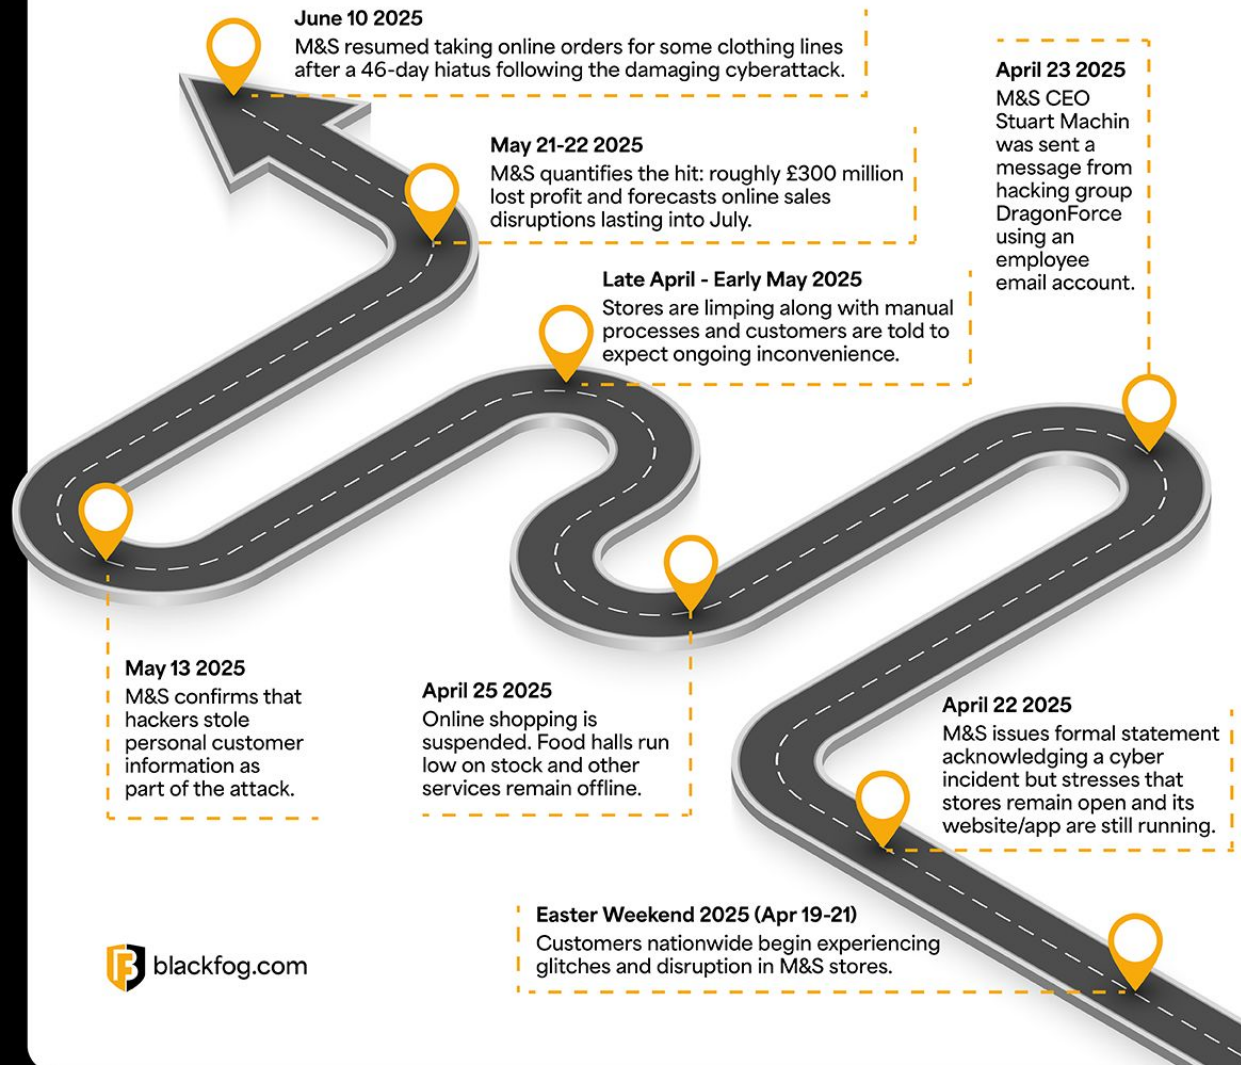 June 10 2025
M&S resumed taking online orders for some clothing lines
after a 46-day hiatus following the damaging cyberattack.
April 23 2025
M&S CEO
Stuart Machin
was sent a
message from
hacking group
DragonForce
using an
employee
email account.
May 21-22 2025
M&S quantifies the hit: roughly £300 million
lost profit and forecasts online sales
disruptions lasting into July.
Late April - Early May 2025
Stores are limping along with manual
processes and customers are told to
expect ongoing inconvenience.
May 13 2025
M&S confirms that
hackers stole
personal customer
information as
part of the attack.
April 25 2025
Online shopping is
suspended. Food halls run
low on stock and other
services remain offline.
April 22 2025
M&S issues formal statement
acknowledging a cyber
incident but stresses that
stores remain open and its
website/app are still running.
Easter Weekend 2025 (Apr 19-21)
Customers nationwide begin experiencing
glitches and disruption in M&S stores.
blackfog.com